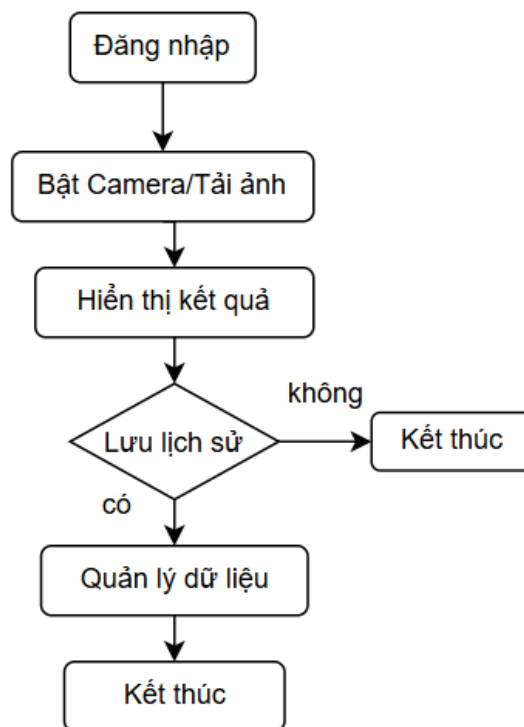 Đăng nhập
Bật Camera/Tải ảnh
Hiển thị kết quả
không
Lưu lịch sử
Kết thúc
có
Quản lý dữ liệu
Kết thúc